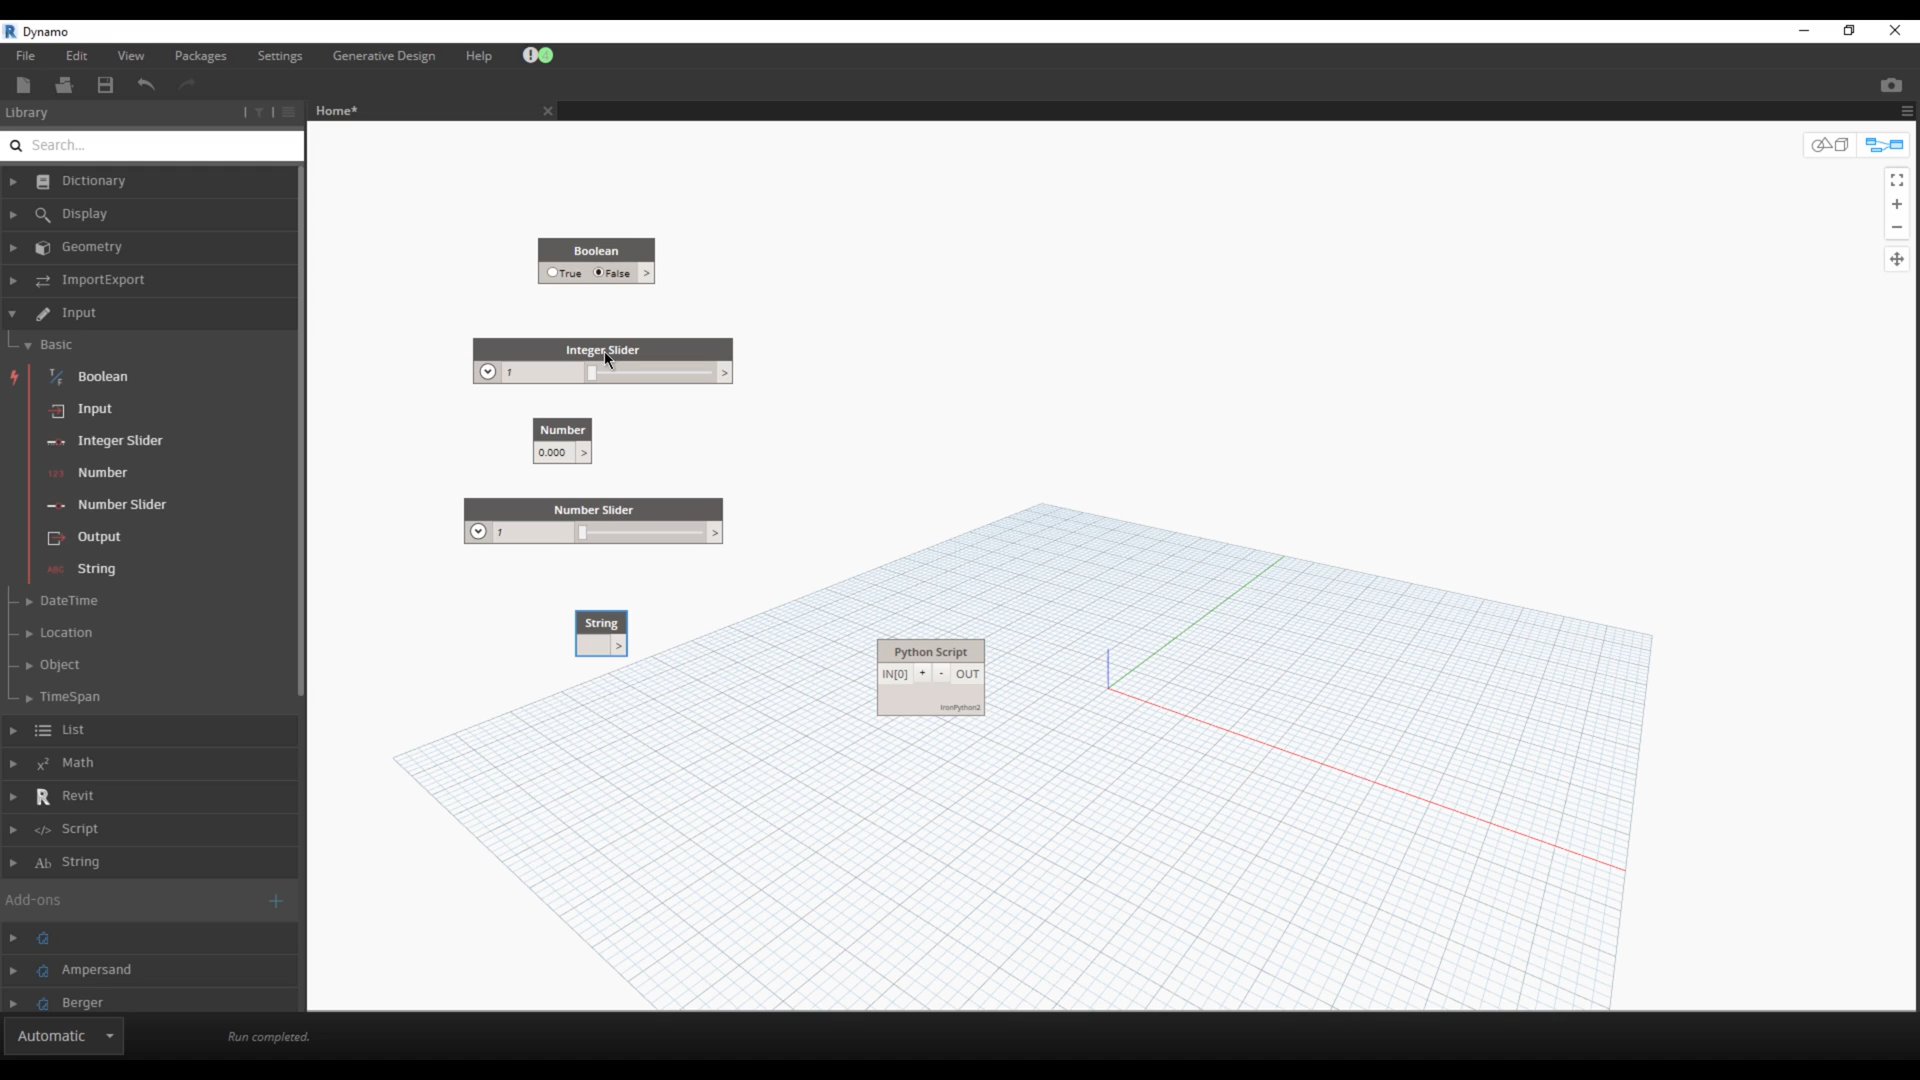 Dynamo
File Edit View Packages Settings Generative Design Help
Library
Home*
Search...
Dictionary
Display
Geometry
ImportExport
Input
Basic
Boolean
Input
Integer Slider
Number
Number Slider
Output
String
DateTime
Location
Object
TimeSpan
List
Math
Revit
Script
String
Add-ons
Ampersand
Berger
Boolean
True False >
Integer Slider
1 >
Number
0.000 >
Number Slider
1 >
String
>
Python Script
IN[0] + - OUT
IronPython2
Automatic
Run completed.